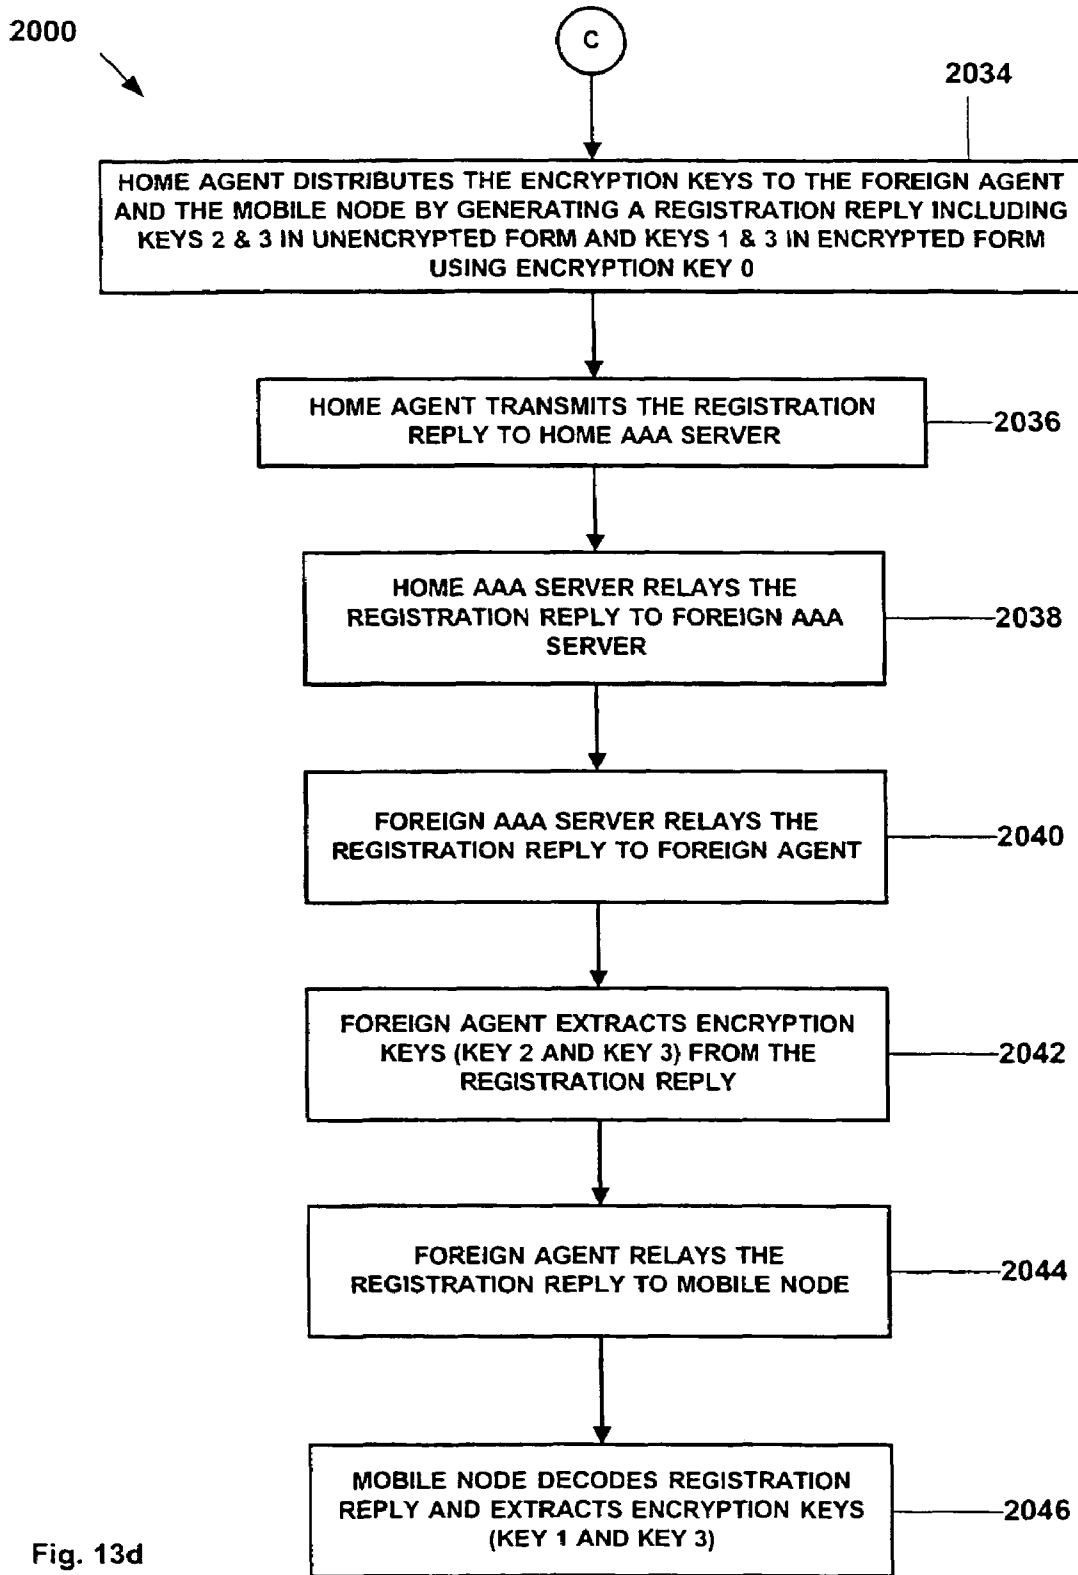 2000
C
2034
HOME AGENT DISTRIBUTES THE ENCRYPTION KEYS TO THE FOREIGN AGENT
AND THE MOBILE NODE BY GENERATING A REGISTRATION REPLY INCLUDING
KEYS 2 & 3 IN UNENCRYPTED FORM AND KEYS 1 & 3 IN ENCRYPTED FORM
USING ENCRYPTION KEY 0
HOME AGENT TRANSMITS THE REGISTRATION
REPLY TO HOME AAA SERVER
2036
HOME AAA SERVER RELAYS THE
REGISTRATION REPLY TO FOREIGN AAA
SERVER
2038
FOREIGN AAA SERVER RELAYS THE
REGISTRATION REPLY TO FOREIGN AGENT
2040
FOREIGN AGENT EXTRACTS ENCRYPTION
KEYS (KEY 2 AND KEY 3) FROM THE
REGISTRATION REPLY
2042
FOREIGN AGENT RELAYS THE
REGISTRATION REPLY TO MOBILE NODE
2044
MOBILE NODE DECODES REGISTRATION
REPLY AND EXTRACTS ENCRYPTION KEYS
(KEY 1 AND KEY 3)
2046
Fig. 13d